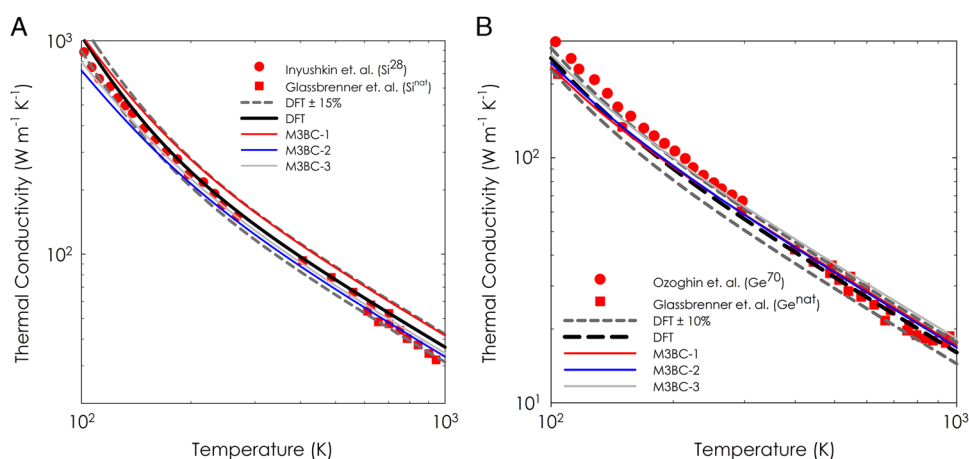 A
Thermal Conductivity (W m⁻¹ K⁻¹)
10³
10²
Inyushkin et. al. (Si²⁸)
Glassbrenner et. al. (Siⁿᵃᵗ)
DFT ± 15%
DFT
M3BC-1
M3BC-2
M3BC-3
10² 10³
Temperature (K)
B
Thermal Conductivity (W m⁻¹ K⁻¹)
10²
10¹
Ozoghin et. al. (Ge⁷⁰)
Glassbrenner et. al. (Geⁿᵃᵗ)
DFT ± 10%
DFT
M3BC-1
M3BC-2
M3BC-3
10² 10³
Temperature (K)